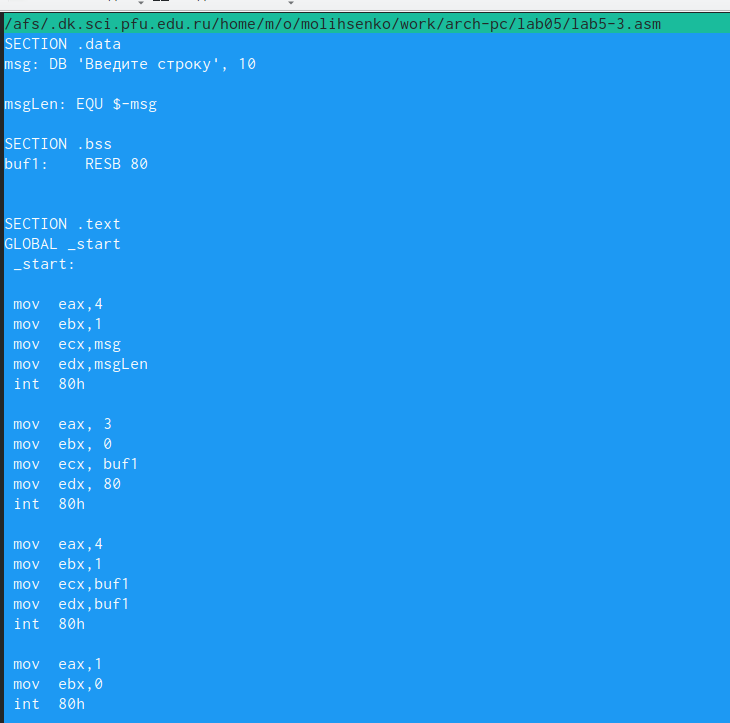 /afs/.dk.sci.pfu.edu.ru/home/m/o/molihsenko/work/arch-pc/lab05/lab5-3.asm
SECTION .data
msg: DB 'Введите строку', 10
msgLen: EQU $-msg
SECTION .bss
buf1:    RESB 80
SECTION .text
GLOBAL _start
 _start:
 mov  eax,4
 mov  ebx,1
 mov  ecx,msg
 mov  edx,msgLen
 int  80h
 mov  eax, 3
 mov  ebx, 0
 mov  ecx, buf1
 mov  edx, 80
 int  80h
 mov  eax,4
 mov  ebx,1
 mov  ecx,buf1
 mov  edx,buf1
 int  80h
 mov  eax,1
 mov  ebx,0
 int  80h